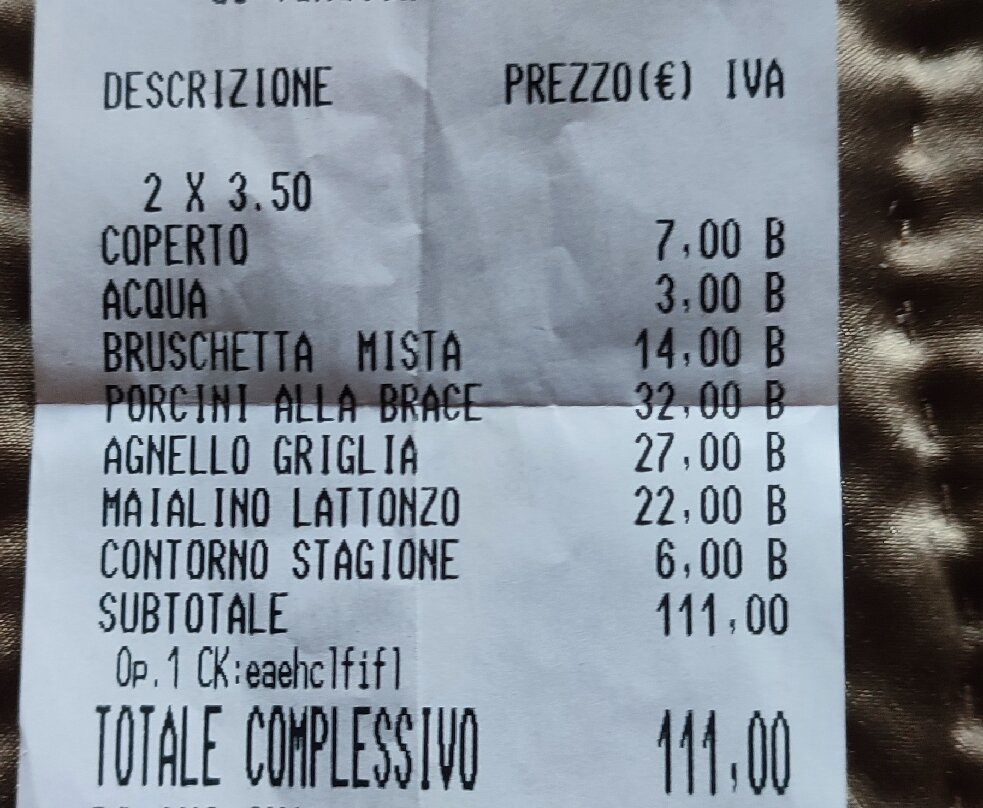 DESCRIZIONE PREZZO(€) IVA
2 X 3.50
COPERTO 7,00 B
ACQUA 3,00 B
BRUSCHETTA MISTA 14,00 B
PORCINI ALLA BRACE 32,00 B
AGNELLO GRIGLIA 27,00 B
MAIALINO LATTONZO 22,00 B
CONTORNO STAGIONE 6,00 B
SUBTOTALE 111,00
Op.1 CK:eaehclfifl
TOTALE COMPLESSIVO 111,00